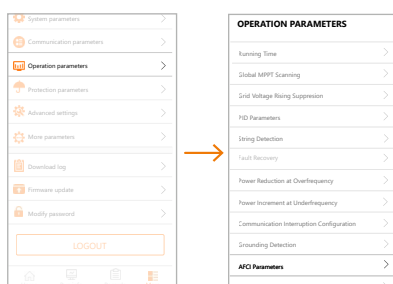 System parameters
Communication parameters
Operation parameters
Protection parameters
Advanced settings
More parameters
Download log
Firmware update
Modify password
LOGOUT
OPERATION PARAMETERS
Running Time
Global MPPT Scanning
Grid Voltage Rising Suppresion
PID Parameters
String Detection
Fault Recovery
Power Reduction at Overfrequency
Power Increment at Underfrequency
Communication Interruption Configuration
Grounding Detection
AFCI Parameters